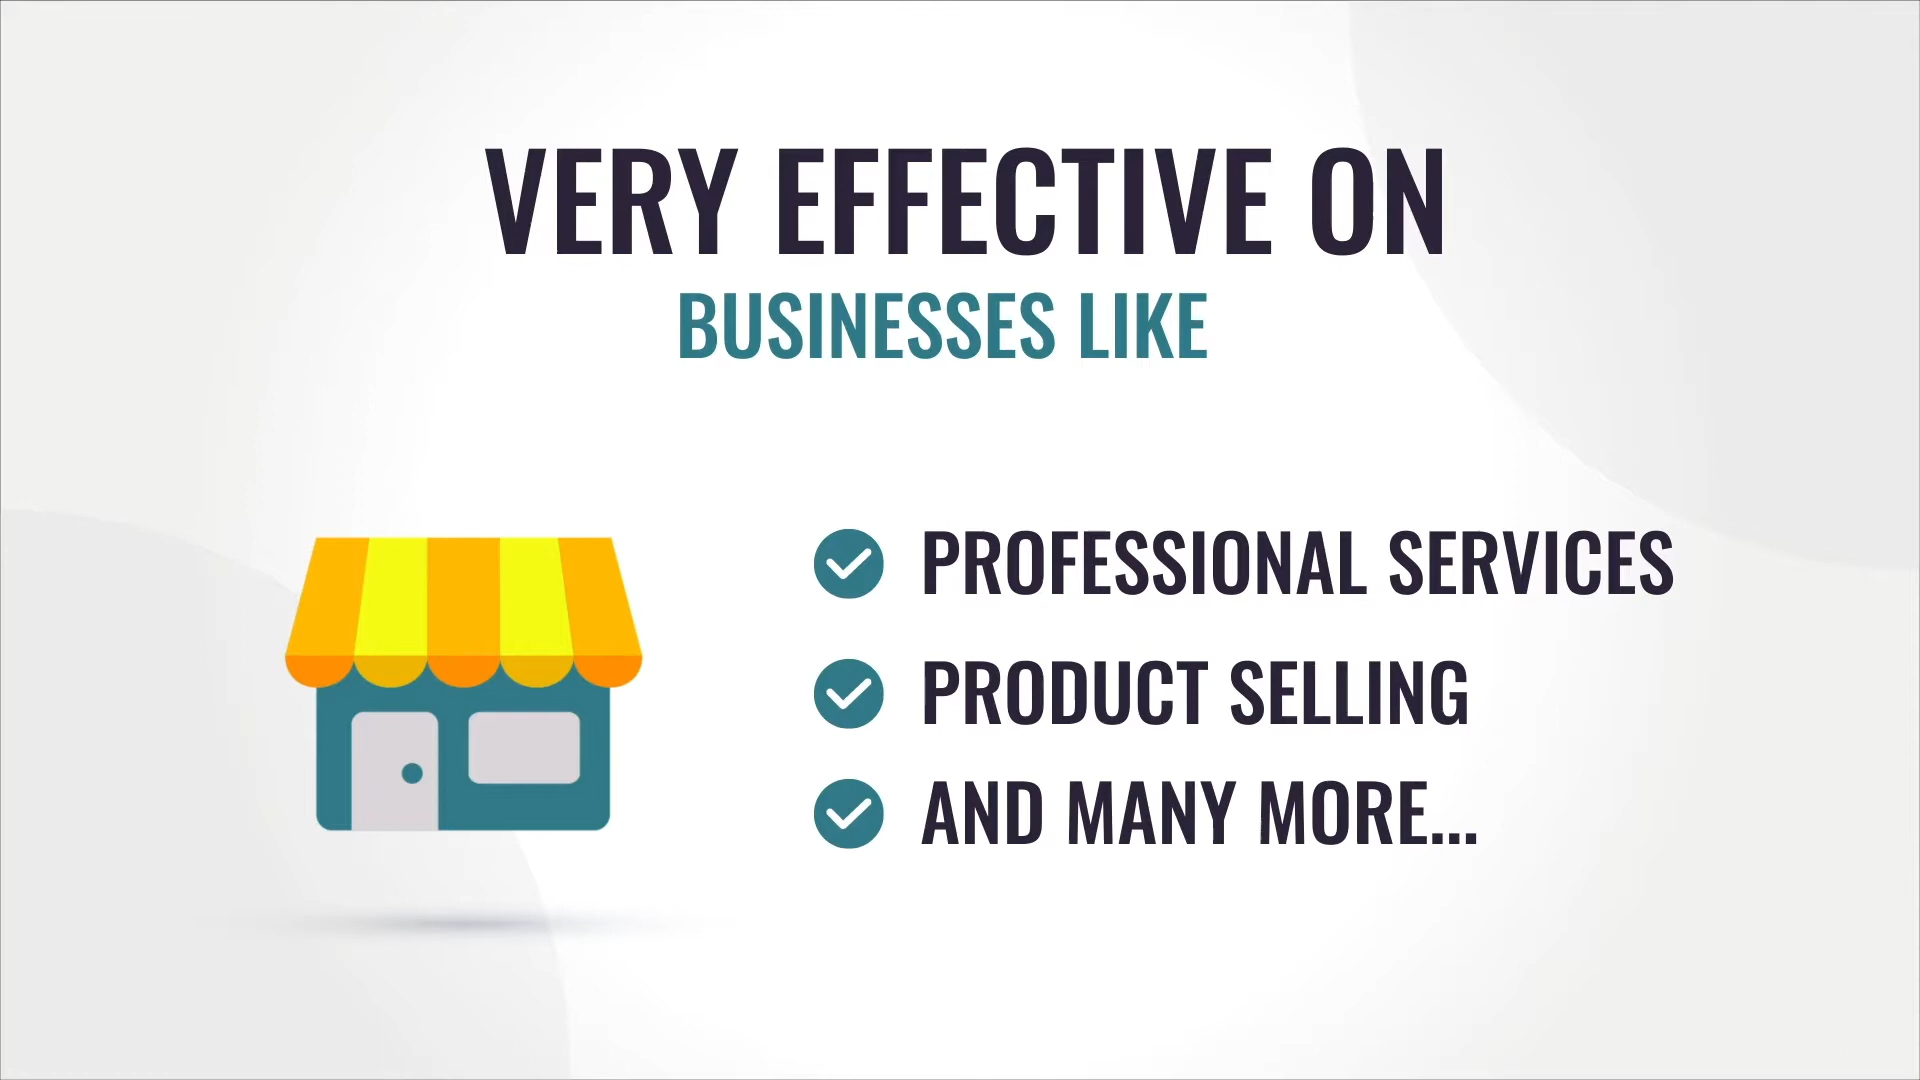 VERY EFFECTIVE ON
BUSINESSES LIKE
PROFESSIONAL SERVICES
PRODUCT SELLING
AND MANY MORE...